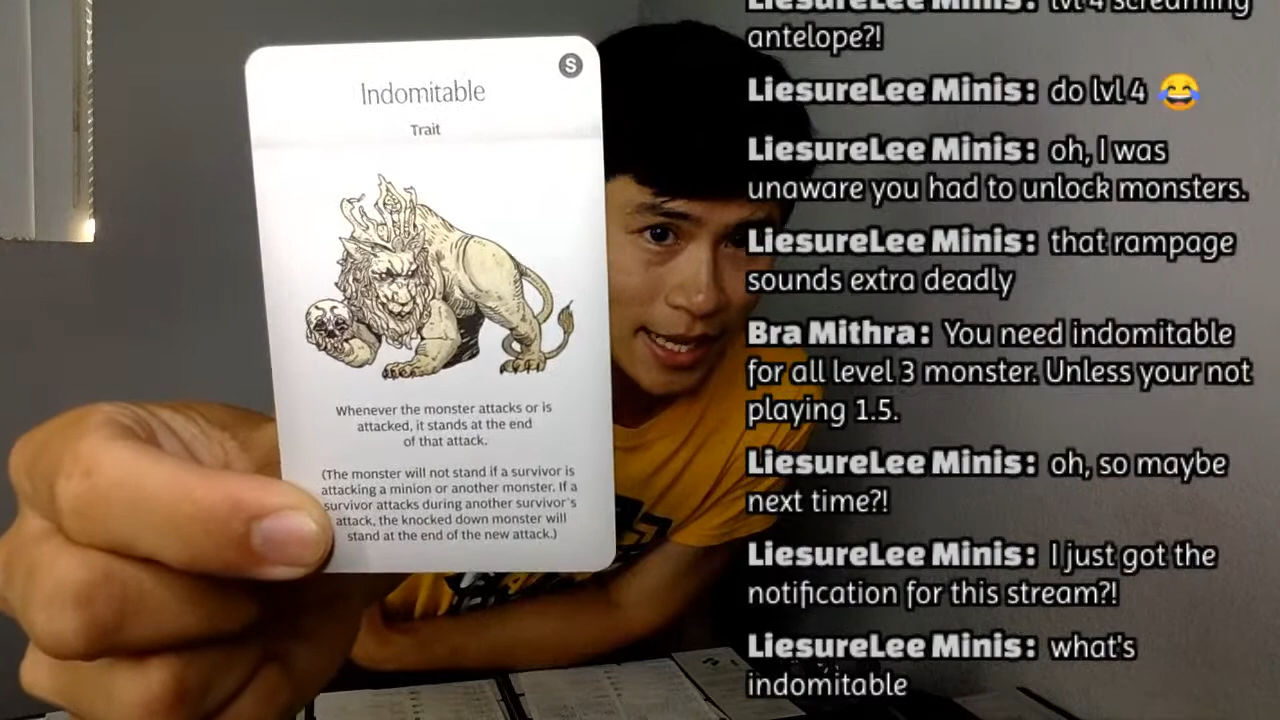 S
Indomitable
Trait
Whenever the monster attacks or is
attacked, it stands at the end
of that attack.
(The monster will not stand if a survivor is
attacking a minion or another monster. If a
survivor attacks during another survivor's
attack, the knocked down monster will
stand at the end of the new attack.)
LiesureLee Minis: lvl 4 screaming
antelope?!
LiesureLee Minis: do lvl 4 😂
LiesureLee Minis: oh, I was
unaware you had to unlock monsters.
LiesureLee Minis: that rampage
sounds extra deadly
Bra Mithra: You need indomitable
for all level 3 monster. Unless your not
playing 1.5.
LiesureLee Minis: oh, so maybe
next time?!
LiesureLee Minis: I just got the
notification for this stream?!
LiesureLee Minis: what's
indomitable